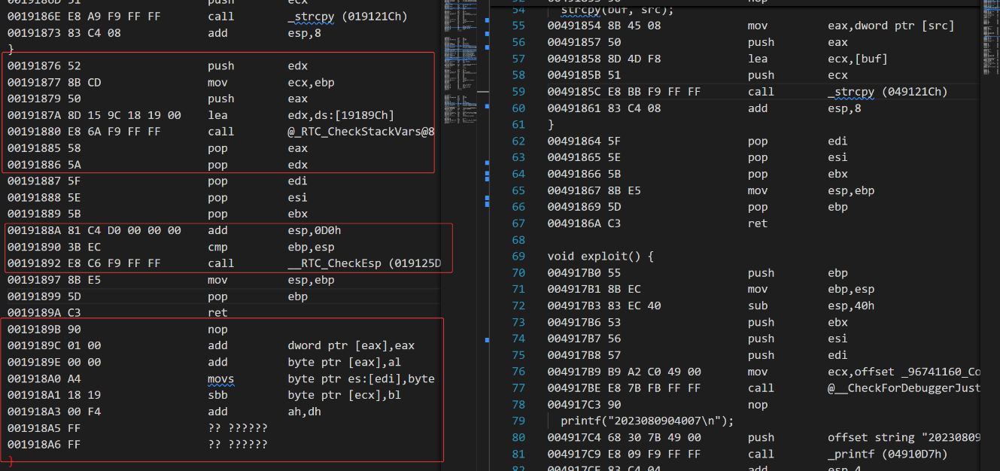 0019186D 51 push ecx
0019186E E8 A9 F9 FF FF call _strcpy (019121Ch)
00191873 83 C4 08 add esp,8
}
00191876 52 push edx
00191877 8B CD mov ecx,ebp
00191879 50 push eax
0019187A 8D 15 9C 18 19 00 lea edx,ds:[19189Ch]
00191880 E8 6A F9 FF FF call @_RTC_CheckStackVars@8
00191885 58 pop eax
00191886 5A pop edx
00191887 5F pop edi
00191888 5E pop esi
00191889 5B pop ebx
0019188A 81 C4 D0 00 00 00 add esp,0D0h
00191890 3B EC cmp ebp,esp
00191892 E8 C6 F9 FF FF call __RTC_CheckEsp (019125D
00191897 8B E5 mov esp,ebp
00191899 5D pop ebp
0019189A C3 ret
0019189B 90 nop
0019189C 01 00 add dword ptr [eax],eax
0019189E 00 00 add byte ptr [eax],al
001918A0 A4 movs byte ptr es:[edi],byte
001918A1 18 19 sbb byte ptr [ecx],bl
001918A3 00 F4 add ah,dh
001918A5 FF ?? ??????
001918A6 FF ?? ??????
}
54 strcpy(buf, src);
55 00491854 8B 45 08 mov eax,dword ptr [src]
56 00491857 50 push eax
57 00491858 8D 4D F8 lea ecx,[buf]
58 0049185B 51 push ecx
59 0049185C E8 BB F9 FF FF call _strcpy (049121Ch)
60 00491861 83 C4 08 add esp,8
61 }
62 00491864 5F pop edi
63 00491865 5E pop esi
64 00491866 5B pop ebx
65 00491867 8B E5 mov esp,ebp
66 00491869 5D pop ebp
67 0049186A C3 ret
68
69 void exploit() {
70 004917B0 55 push ebp
71 004917B1 8B EC mov ebp,esp
72 004917B3 83 EC 40 sub esp,40h
73 004917B6 53 push ebx
74 004917B7 56 push esi
75 004917B8 57 push edi
76 004917B9 B9 A2 C0 49 00 mov ecx,offset _96741160_Co
77 004917BE E8 7B FB FF FF call @__CheckForDebuggerJust
78 004917C3 90 nop
79 printf("2023080904007\n");
80 004917C4 68 30 7B 49 00 push offset string "20230809
81 004917C9 E8 09 F9 FF FF call _printf (04910D7h)
82 004917CE 83 C4 04 add esp,4